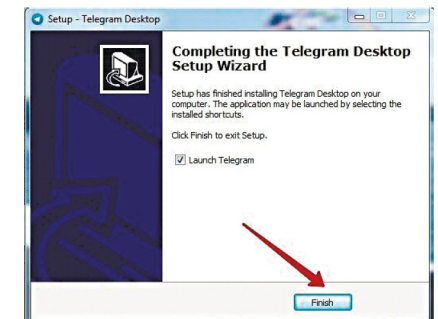 Setup - Telegram Desktop
Completing the Telegram Desktop
Setup Wizard
Setup has finished installing Telegram Desktop on your
computer. The application may be launched by selecting the
installed shortcuts.
Click Finish to exit Setup.
Launch Telegram
Finish